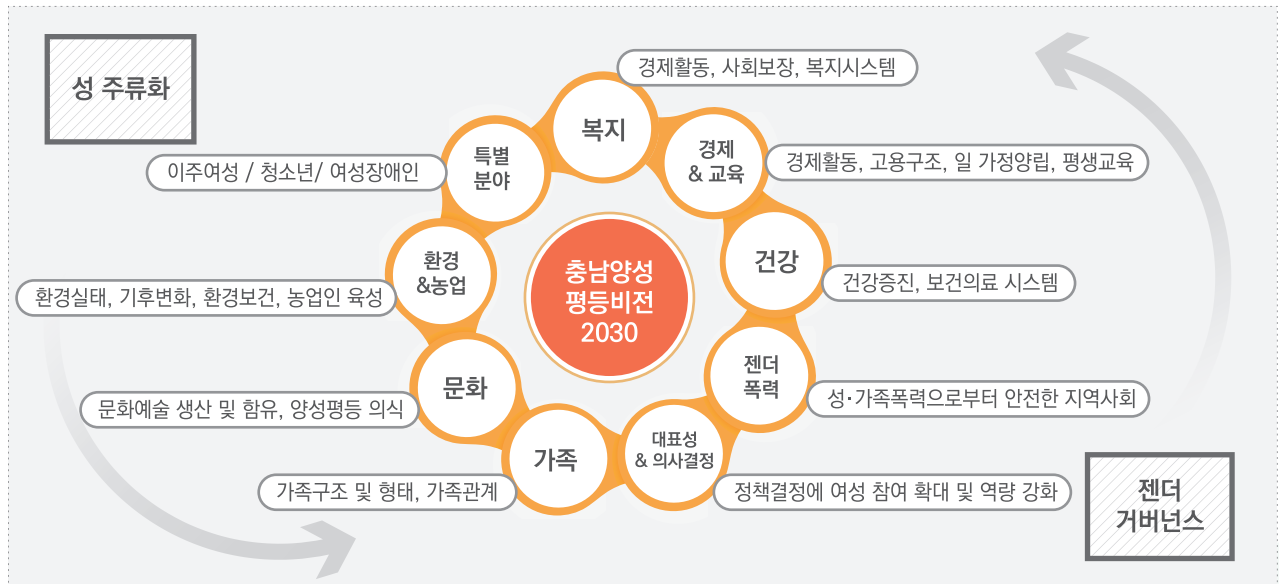 성 주류화
경제활동, 사회보장, 복지시스템
복지
특별
분야
경제
& 교육
이주여성 / 청소년/ 여성장애인
경제활동, 고용구조, 일 가정양립, 평생교육
환경
&농업
건강
충남양성
평등비전
2030
환경실태, 기후변화, 환경보건, 농업인 육성
건강증진, 보건의료 시스템
문화
젠더
폭력
문화예술 생산 및 함유, 양성평등 의식
성·가족폭력으로부터 안전한 지역사회
가족
대표성
& 의사결정
가족구조 및 형태, 가족관계
정책결정에 여성 참여 확대 및 역량 강화
젠더
거버넌스